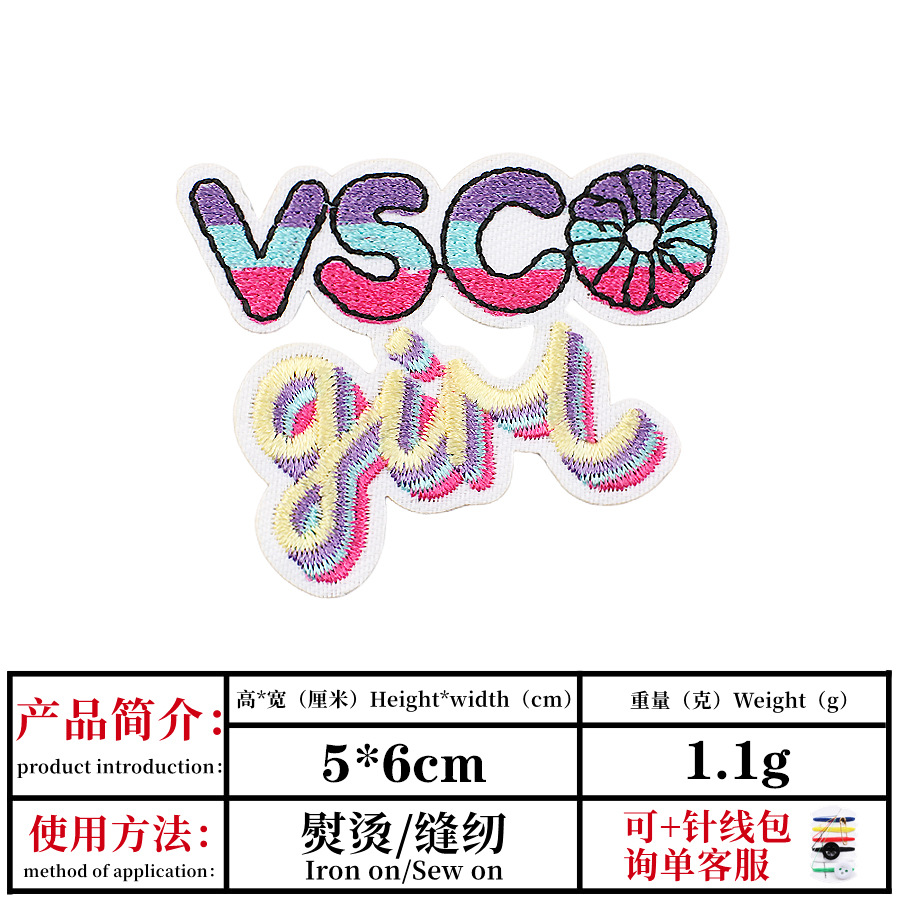 VSCO
girl
产品简介：
product introduction：
高*宽（厘米）Height*width（cm）
重量（克）Weight（g）
5*6cm
1.1g
使用方法：
method of application：
熨烫/缝纫
Iron on/Sew on
可+针线包
询单客服